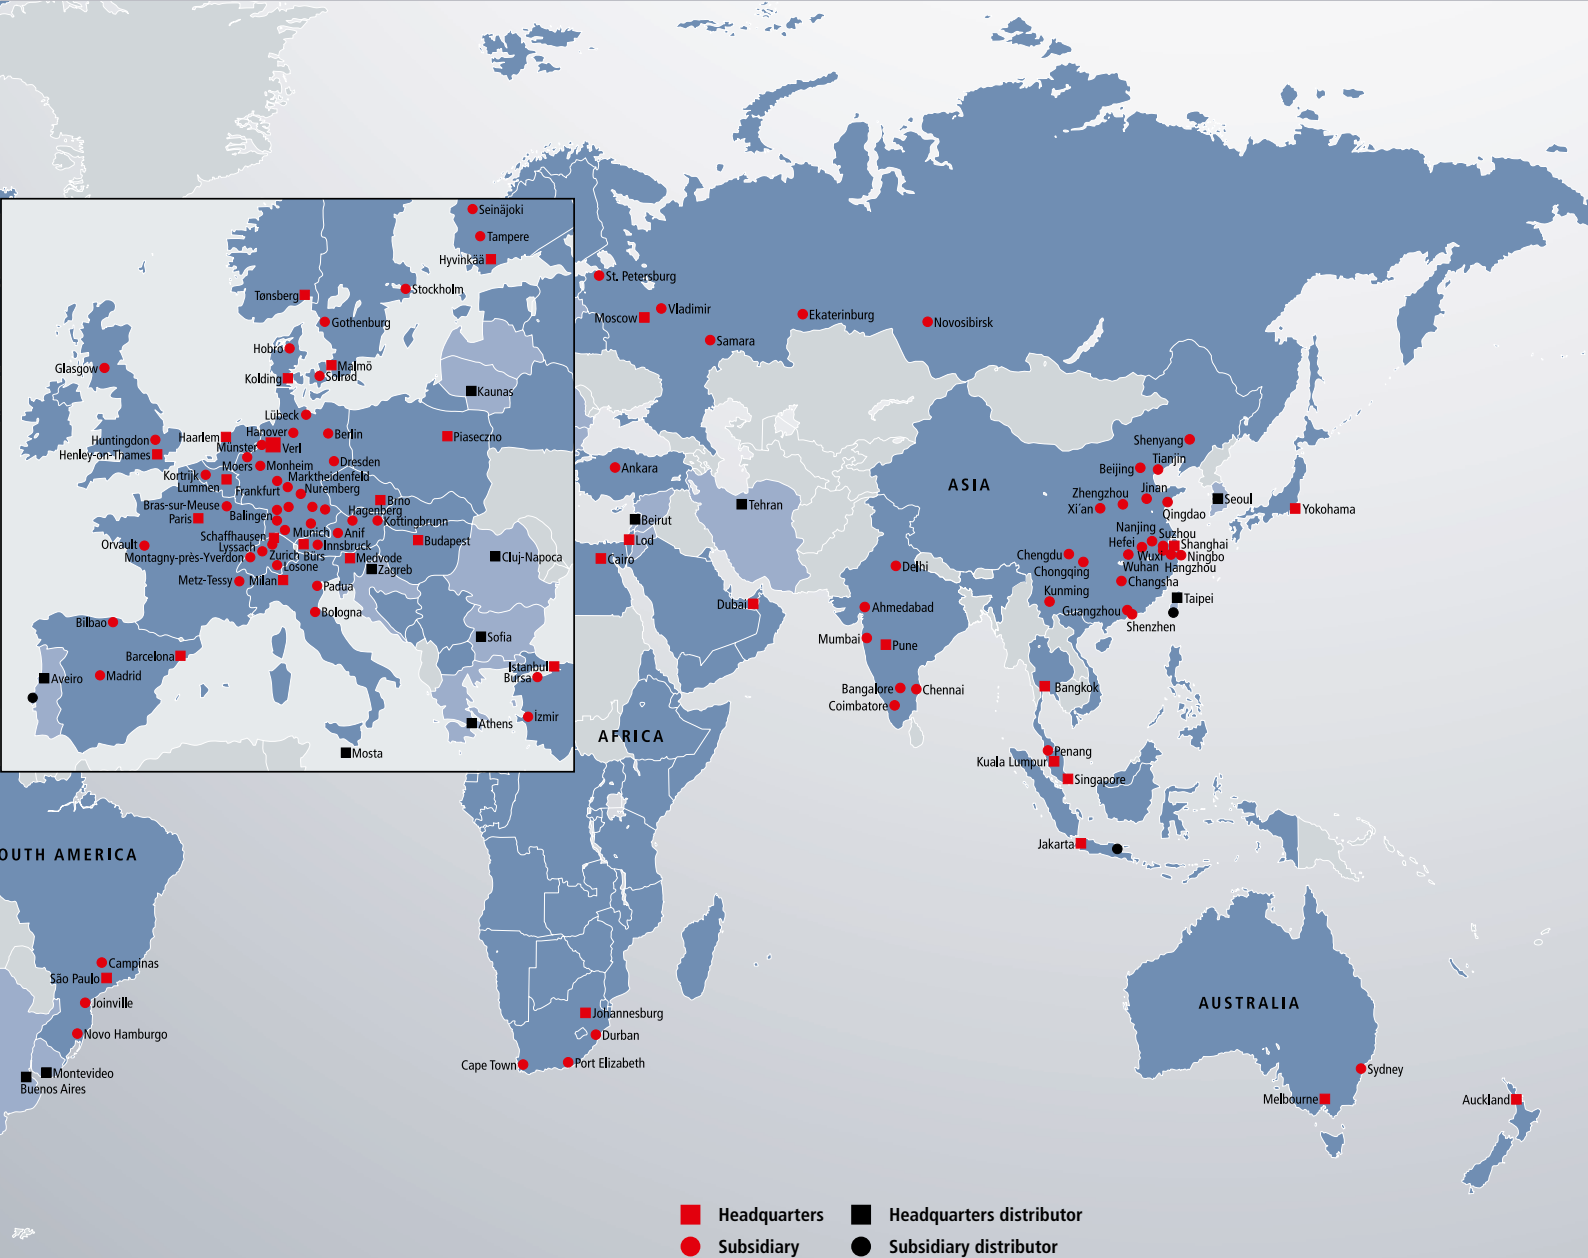 Seinäjoki
Tampere
Hyvinkää
Stockholm
Tønsberg
Gothenburg
Hobro
Malmö
Glasgow
Kolding
Solrød
Kaunas
Lübeck
Huntingdon
Haarlem
Hanover
Berlin
Piaseczno
Henley-on-Thames
Münster
Verl
Moers
Monheim
Dresden
Kortrijk
Lummen
Marktheidenfeld
Frankfurt
Nuremberg
Bras-sur-Meuse
Brno
Paris
Balingen
Hagenberg
Kottingbrunn
Schaffhausen
Munich
Anif
Budapest
Orvault
Lyssach
Innsbruck
Montagny-près-Yverdon
Zurich
Bürs
Medvode
Cluj-Napoca
Losone
Zagreb
Metz-Tessy
Milan
Padua
Bilbao
Bologna
Sofia
Barcelona
Istanbul
Madrid
Aveiro
Bursa
İzmir
Athens
Mosta
St. Petersburg
Vladimir
Moscow
Ekaterinburg
Novosibirsk
Samara
Shenyang
Ankara
Beijing
Tianjin
ASIA
Tehran
Zhengzhou
Jinan
Seoul
Xi´an
Qingdao
Yokohama
Beirut
Nanjing
Suzhou
Lod
Hefei
Shanghai
Cairo
Chengdu
Wuxi
Ningbo
Delhi
Chongqing
Wuhan
Hangzhou
Changsha
Kunming
Taipei
Dubai
Ahmedabad
Guangzhou
Shenzhen
Mumbai
Pune
Bangalore
Chennai
Bangkok
Coimbatore
AFRICA
Penang
Kuala Lumpur
Singapore
Jakarta
OUTH AMERICA
Campinas
São Paulo
Joinville
Novo Hamburgo
Montevideo
Buenos Aires
Johannesburg
Durban
Cape Town
Port Elizabeth
AUSTRALIA
Sydney
Melbourne
Auckland
Headquarters
Headquarters distributor
Subsidiary
Subsidiary distributor